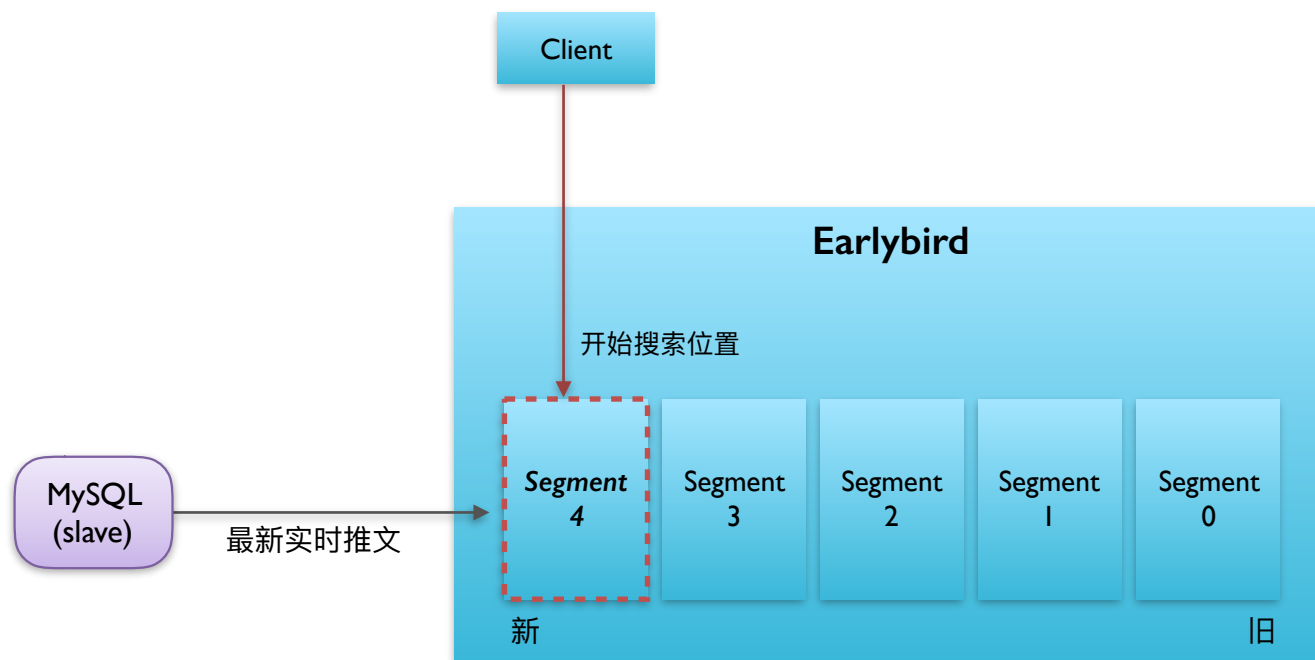 Client
Earlybird
开始搜索位置
Segment
4
Segment
3
Segment
2
Segment
1
Segment
0
MySQL
(slave)
最新实时推文
新
旧